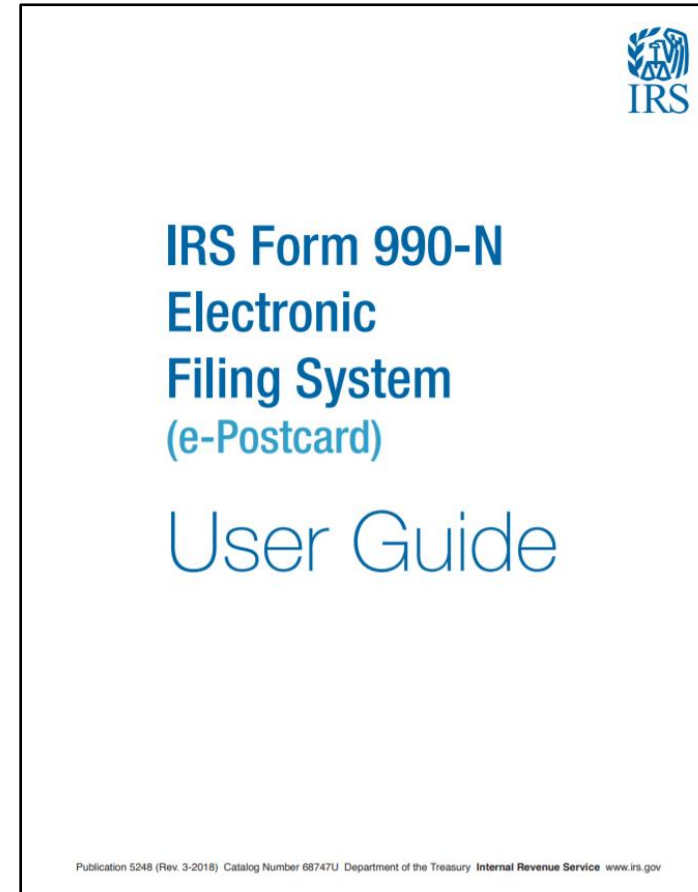 IRS
IRS Form 990-N
Electronic
Filing System
(e-Postcard)
User Guide
Publication 5248 (Rev. 3-2018) Catalog Number 68747U Department of the Treasury Internal Revenue Service www.irs.gov